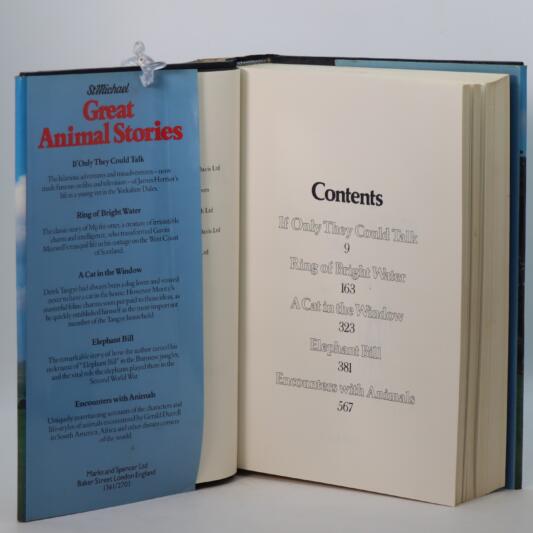 St Michael
Great
Animal Stories
If Only They Could Talk
The hilarious adventures and misadventures – now
made famous on film and television – of James Herriot's
life as a young vet in the Yorkshire Dales.
Ring of Bright Water
The classic story of Mij the otter, a creature of irresistible
charm and intelligence, who transformed Gavin
Maxwell's tranquil life in his cottage on the West Coast
of Scotland.
A Cat in the Window
Derek Tangye had always been a dog lover and vowed
never to have a cat in the house. However Monty's
masterful feline charms soon put paid to those ideas, as
he quickly established himself as the most important
member of the Tangye household.
Elephant Bill
The remarkable story of how the author earned his
nickname of "Elephant Bill" in the Burmese jungles,
and the vital role the elephants played there in the
Second World War.
Encounters with Animals
Uniquely entertaining accounts of the characters and
life-styles of animals encountered by Gerald Durrell
in South America, Africa and other distant corners
of the world.
Marks and Spencer Ltd
Baker Street London England
1361/2701
Ltd
Ltd
Ltd
Contents
If Only They Could Talk
9
Ring of Bright Water
163
A Cat in the Window
323
Elephant Bill
381
Encounters with Animals
567